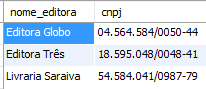 nome_editora cnpj
Editora Globo 04.564.584/0050-44
Editora Três 18.595.048/0048-41
Livraria Saraiva 54.584.041/0987-79